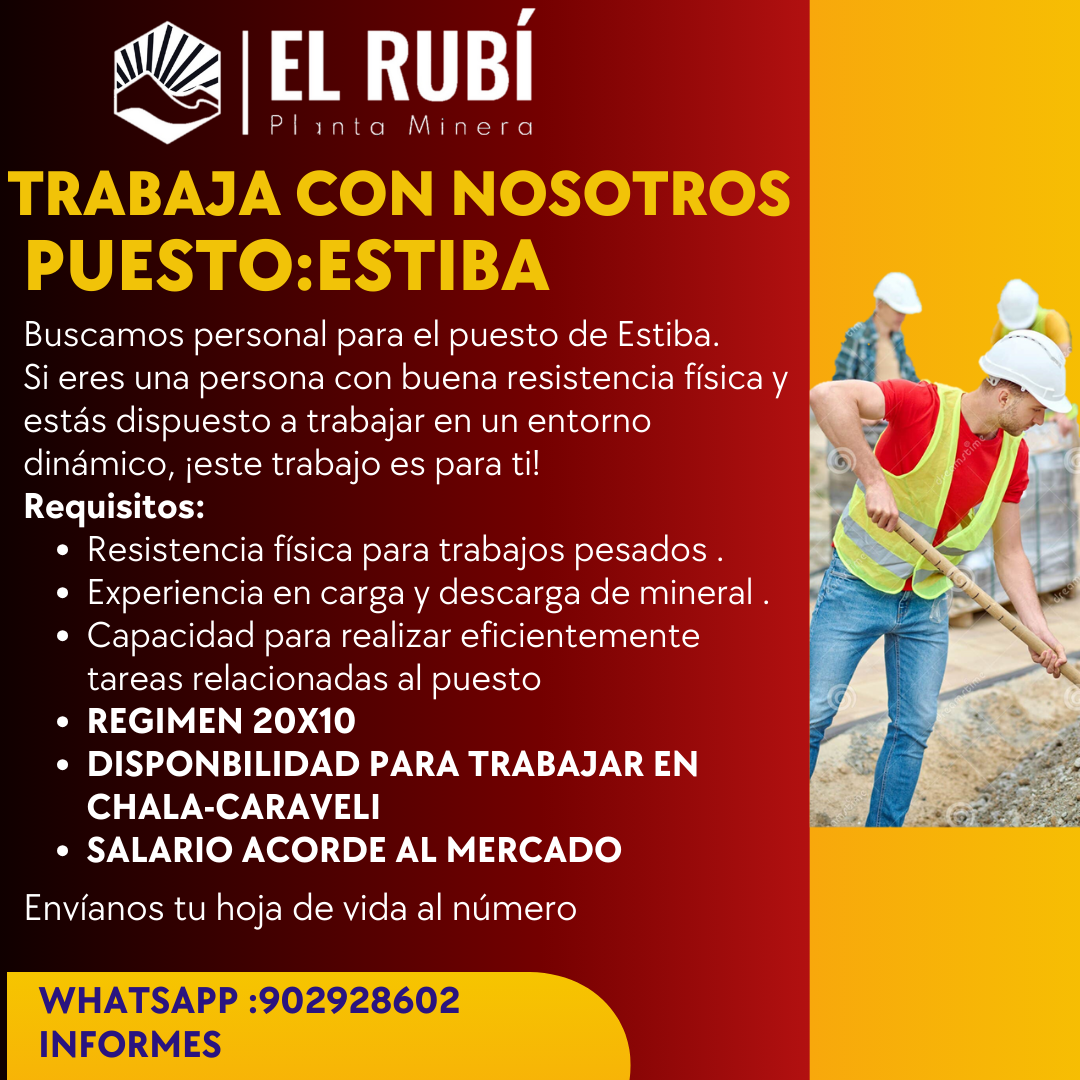 EL RUBÍ
Planta Minera
TRABAJA CON NOSOTROS
PUESTO:ESTIBA
Buscamos personal para el puesto de Estiba.
Si eres una persona con buena resistencia física y
estás dispuesto a trabajar en un entorno
dinámico, ¡este trabajo es para ti!
Requisitos:
• Resistencia física para trabajos pesados .
• Experiencia en carga y descarga de mineral .
• Capacidad para realizar eficientemente
tareas relacionadas al puesto
• REGIMEN 20X10
• DISPONBILIDAD PARA TRABAJAR EN
CHALA-CARAVELI
• SALARIO ACORDE AL MERCADO
Envíanos tu hoja de vida al número
WHATSAPP :902928602
INFORMES